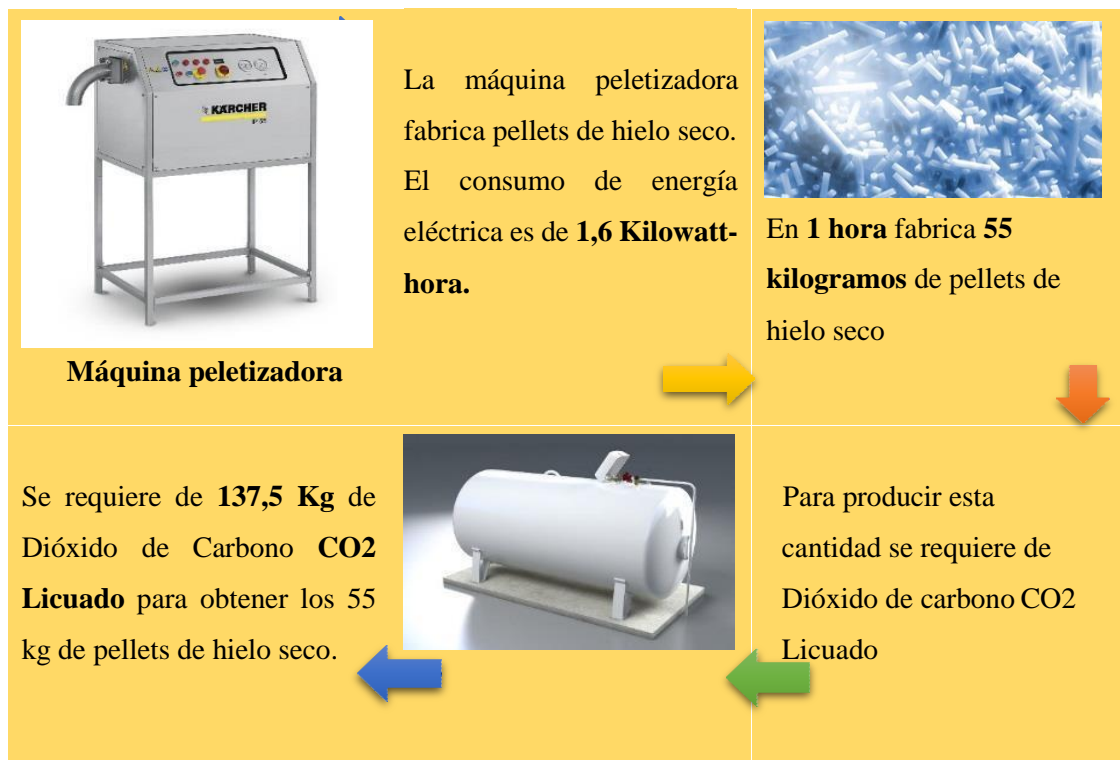 KÄRCHER
Máquina peletizadora
La máquina peletizadora
fabrica pellets de hielo seco.
El consumo de energía
eléctrica es de 1,6 Kilowatt-
hora.
En 1 hora fabrica 55
kilogramos de pellets de
hielo seco
Para producir esta
cantidad se requiere de
Dióxido de carbono CO2
Licuado
Se requiere de 137,5 Kg de
Dióxido de Carbono CO2
Licuado para obtener los 55
kg de pellets de hielo seco.